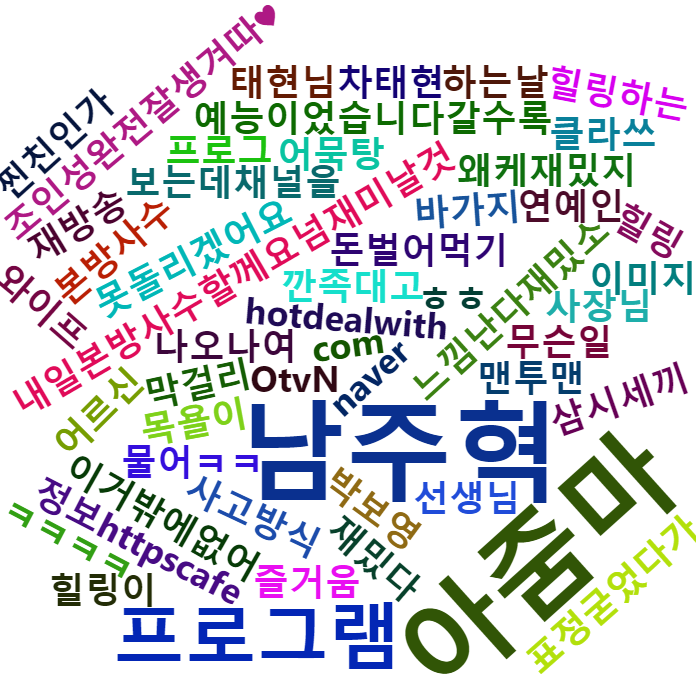 조인성완전잘생겨따♥
찐친인가
태현님
차태현
하는날
힐링하는
예능이었습니다갈수록
클라쓰
프로그
어묵탕
왜케재밌지
보는데채널을
재방송
본방사수
못돌리겠어요
내일본방사수할께요넘재미날것
바가지
연예인
힐링
돈벌어먹기
와이프
깐족대고
ㅎㅎ
느낌난다재밌소
이미지
사장님
hotdealwith
나오나여
com
무슨일
어르신
막걸리
OtvN
naver
맨투맨
삼시세끼
목욕이
남주혁
물어ㅋㅋ
이거밖에없어
사고방식
박보영
선생님
아줌마
정보httpscafe
ㅋㅋㅋㅋ
재밌다
힐링이
즐거움
프로그램
표정굳었다가